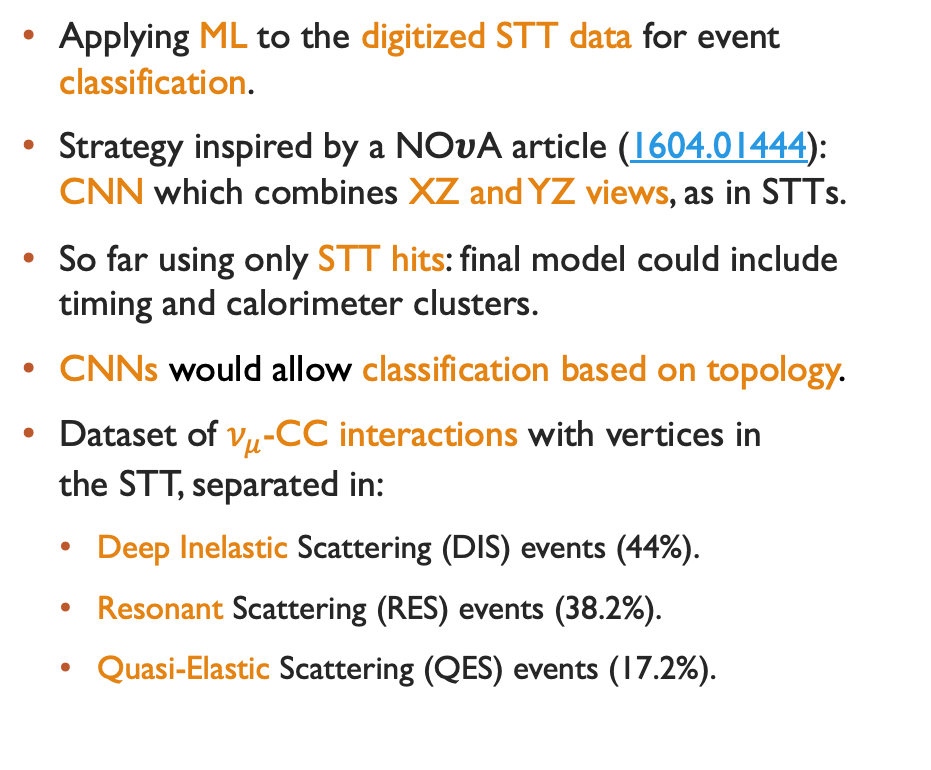 • Applying ML to the digitized STT data for event
classification.
• Strategy inspired by a NOνA article (1604.01444):
CNN which combines XZ and YZ views, as in STTs.
• So far using only STT hits: final model could include
timing and calorimeter clusters.
• CNNs would allow classification based on topology.
• Dataset of ν_μ-CC interactions with vertices in
the STT, separated in:
• Deep Inelastic Scattering (DIS) events (44%).
• Resonant Scattering (RES) events (38.2%).
• Quasi-Elastic Scattering (QES) events (17.2%).